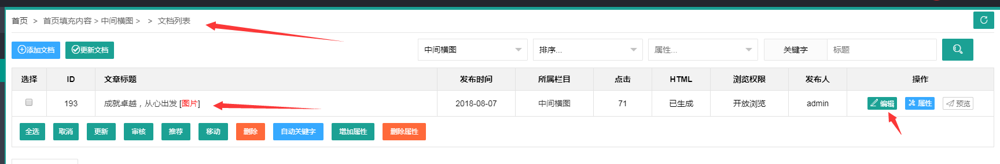 首页 > 首页填充内容 > 中间横图 > > 文档列表
添加文档 更新文档 中间横图 排序... 属性... 关键字 标题
选择 ID 文章标题 发布时间 所属栏目 点击 HTML 浏览权限 发布人 操作
193 成就卓越，从心出发 [图片] 2018-08-07 中间横图 71 已生成 开放浏览 admin 编辑 属性 预览
全选 取消 更新 审核 推荐 移动 删除 自动关键字 增加属性 删除属性